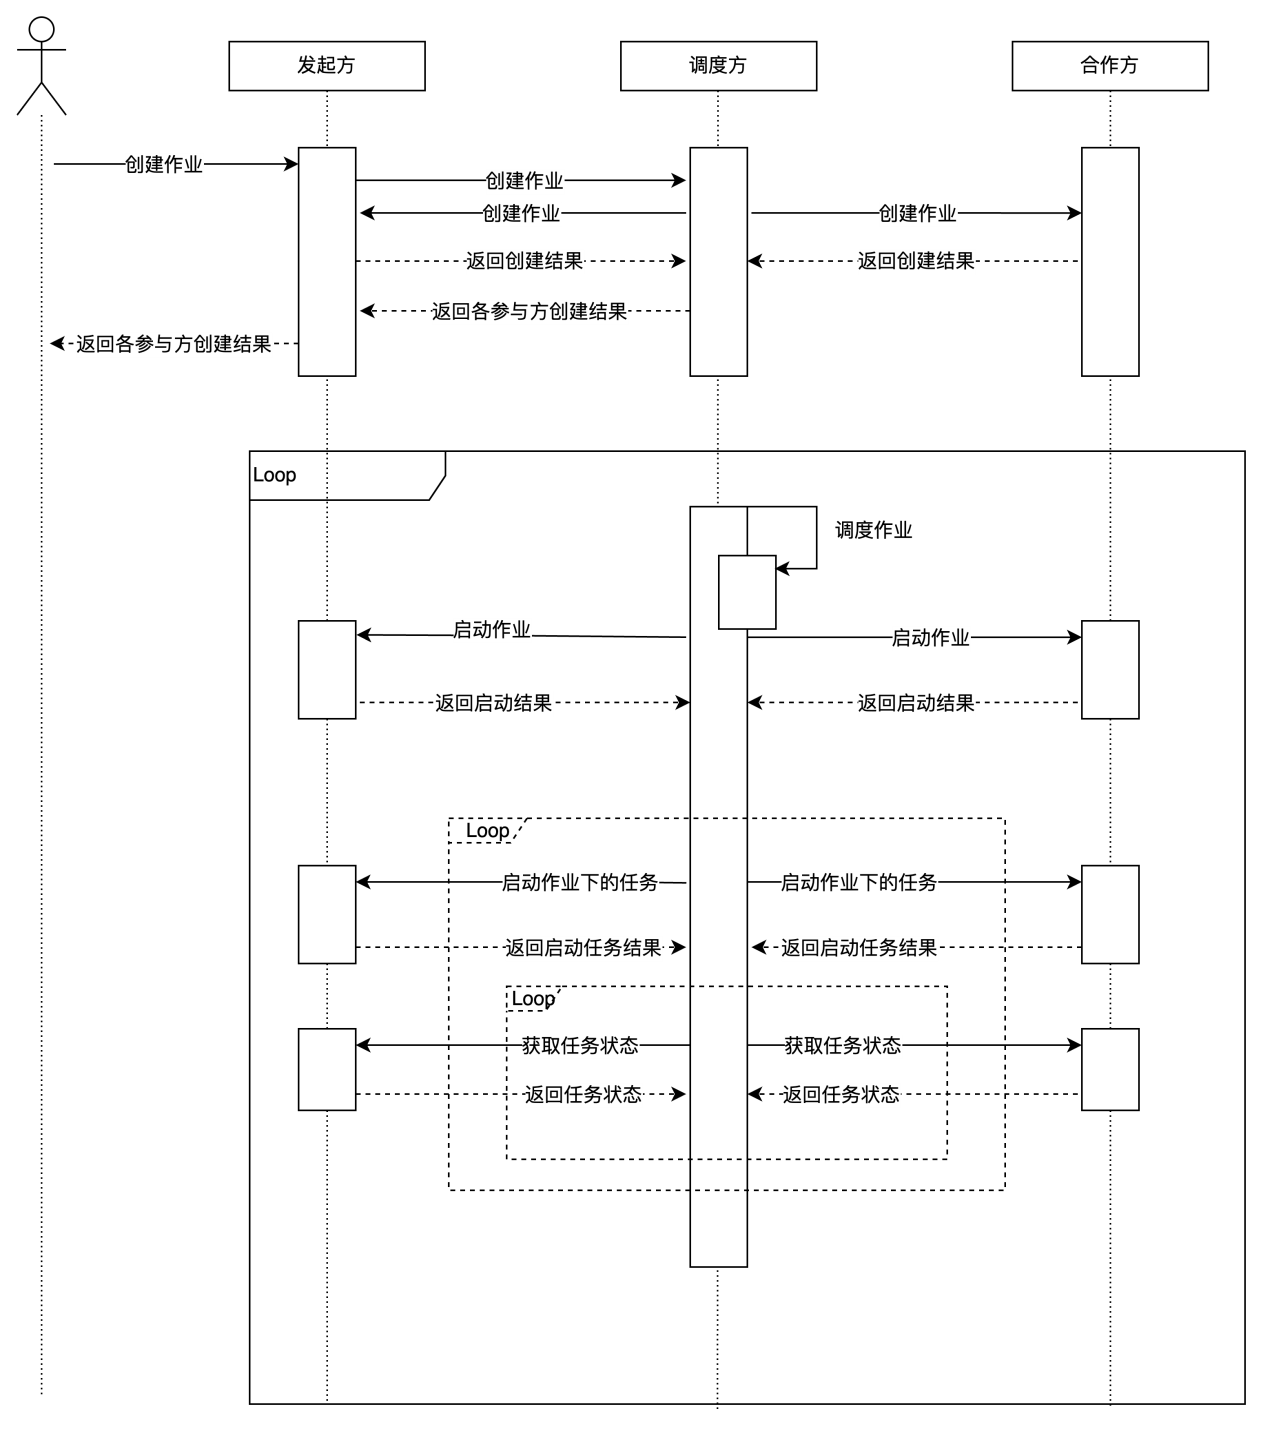 发起方
调度方
合作方
创建作业
创建作业
创建作业
创建作业
返回创建结果
返回创建结果
返回各参与方创建结果
返回各参与方创建结果
Loop
调度作业
启动作业
启动作业
返回启动结果
返回启动结果
Loop
启动作业下的任务
启动作业下的任务
返回启动任务结果
返回启动任务结果
Loop
获取任务状态
获取任务状态
返回任务状态
返回任务状态